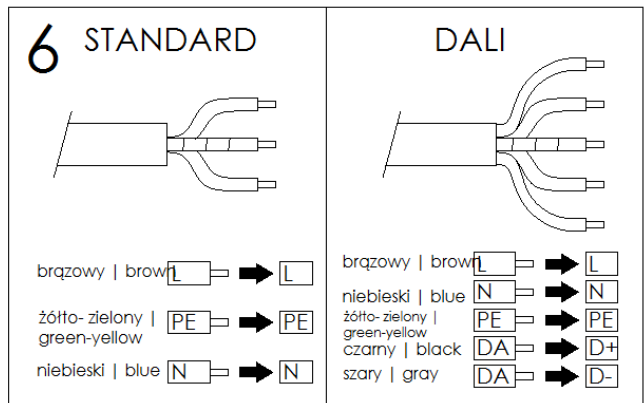 6 STANDARD
brązowy | brown L L
żółto- zielony | PE PE
green-yellow
niebieski | blue N N
DALI
brązowy | brown L L
niebieski | blue N N
żółto- zielony | PE PE
green-yellow
czarny | black DA D+
szary | gray DA D-